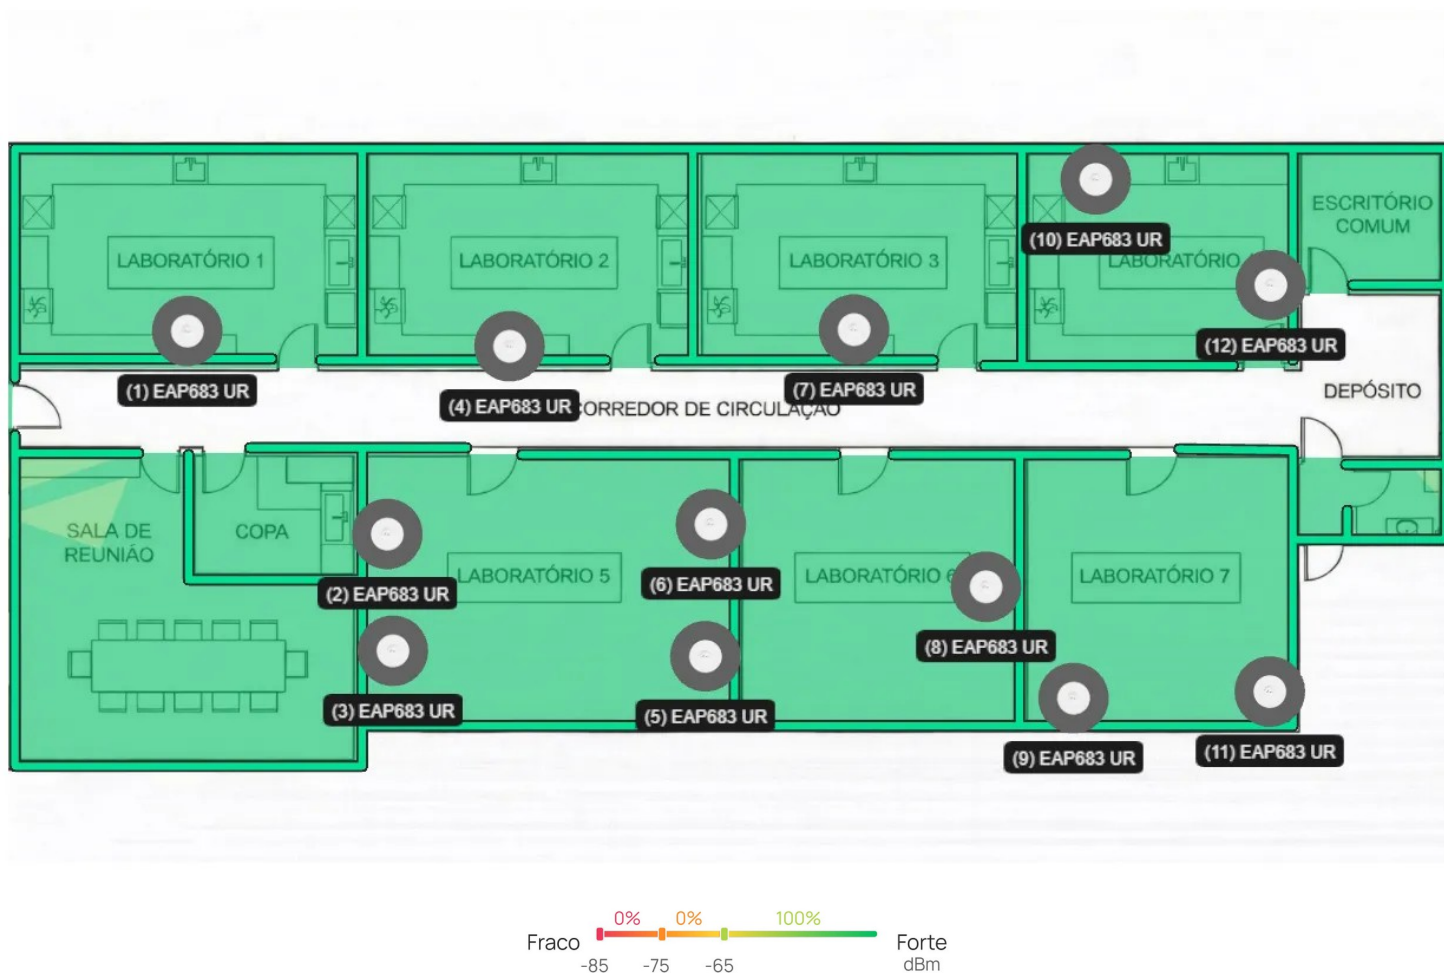 ESCRITÓRIO
COMUM
(10) EAP683 UR
LABORATÓRIO 1
LABORATÓRIO 2
LABORATÓRIO 3
LABORATÓRIO
(12) EAP683 UR
(1) EAP683 UR
(4) EAP683 UR
(7) EAP683 UR
CORREDOR DE CIRCULAÇÃO
DEPÓSITO
SALA DE
REUNIÃO
COPA
(2) EAP683 UR
LABORATÓRIO 5
(6) EAP683 UR
LABORATÓRIO 6
LABORATÓRIO 7
(8) EAP683 UR
(3) EAP683 UR
(5) EAP683 UR
(9) EAP683 UR
(11) EAP683 UR
0% 0% 100%
Fraco Forte
-85 -75 -65 dBm